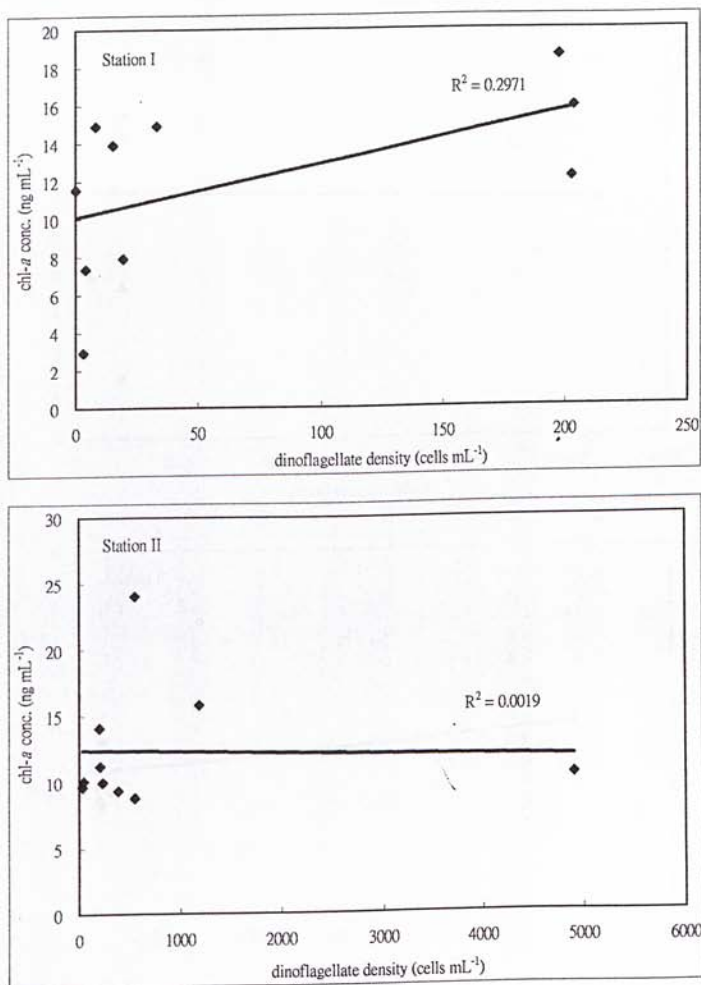 20
18
16
14
12
10
8
6
4
2
0
chl-a conc. (ng mL⁻¹)
Station I
R² = 0.2971
0 50 100 150 200 250
dinoflagellate density (cells mL⁻¹)
30
25
20
15
10
5
0
chl-a conc. (ng mL⁻¹)
Station II
R² = 0.0019
0 1000 2000 3000 4000 5000 6000
dinoflagellate density (cells mL⁻¹)